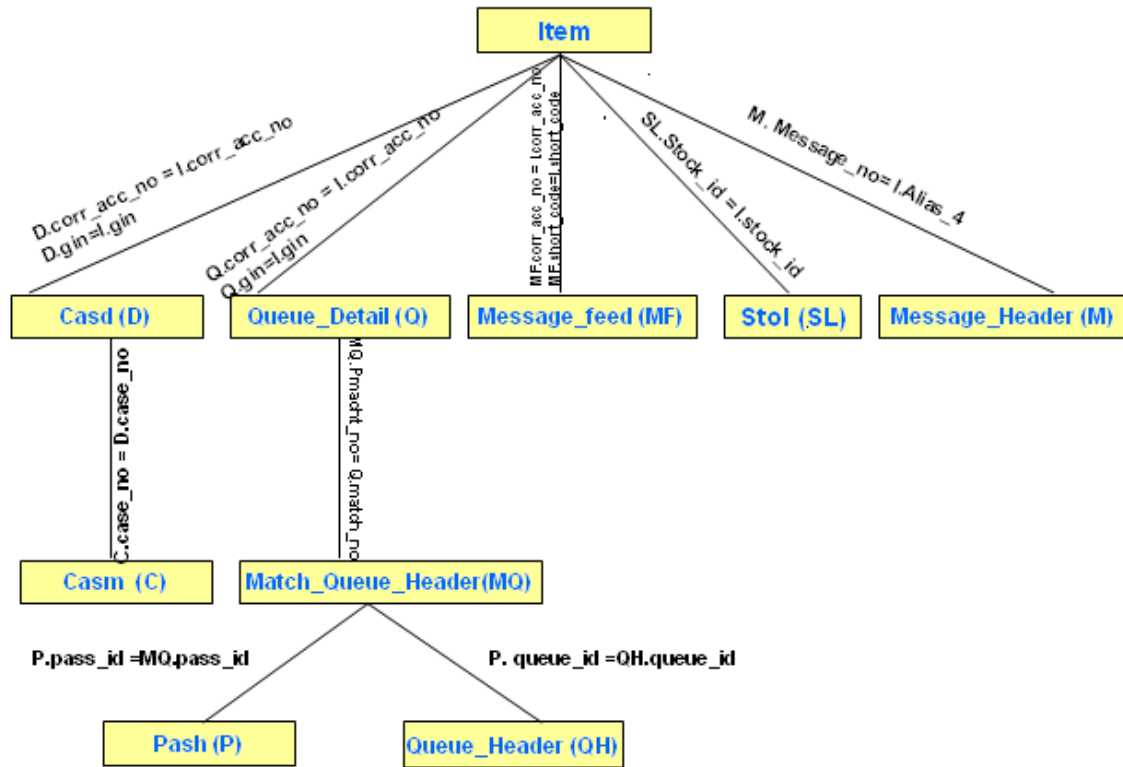 Item
D.corr_acc_no = I.corr_acc_no
D.gin=I.gin
Q.corr_acc_no = I.corr_acc_no
Q.gin=I.gin
MF.corr_acc_no = I.corr_acc_no
MF.short_code=I.short_code
SL.Stock_id = I.stock_id
M. Message_no= I.Alias_4
Casd (D)
Queue_Detail (Q)
Message_feed (MF)
Stol (SL)
Message_Header (M)
C.case_no = D.case_no
MQ.Pmacht_no= Q.match_no
Casm (C)
Match_Queue_Header(MQ)
P.pass_id =MQ.pass_id
P. queue_id =QH.queue_id
Pash (P)
Queue_Header (QH)